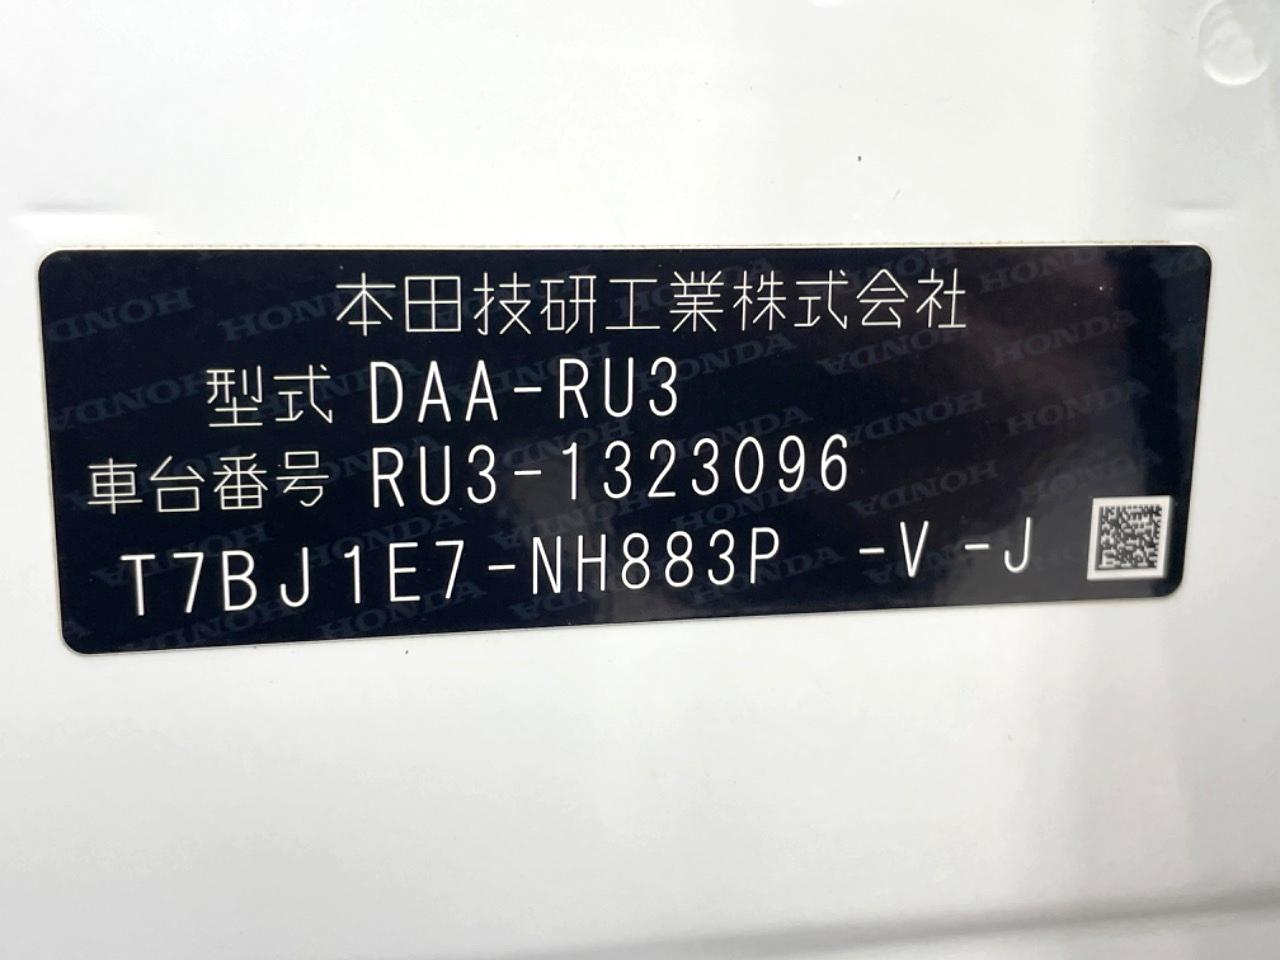 本田技研工業株式会社
型式 DAA-RU3
車台番号 RU3-1323096
T7BJ1E7-NH883P -V-J